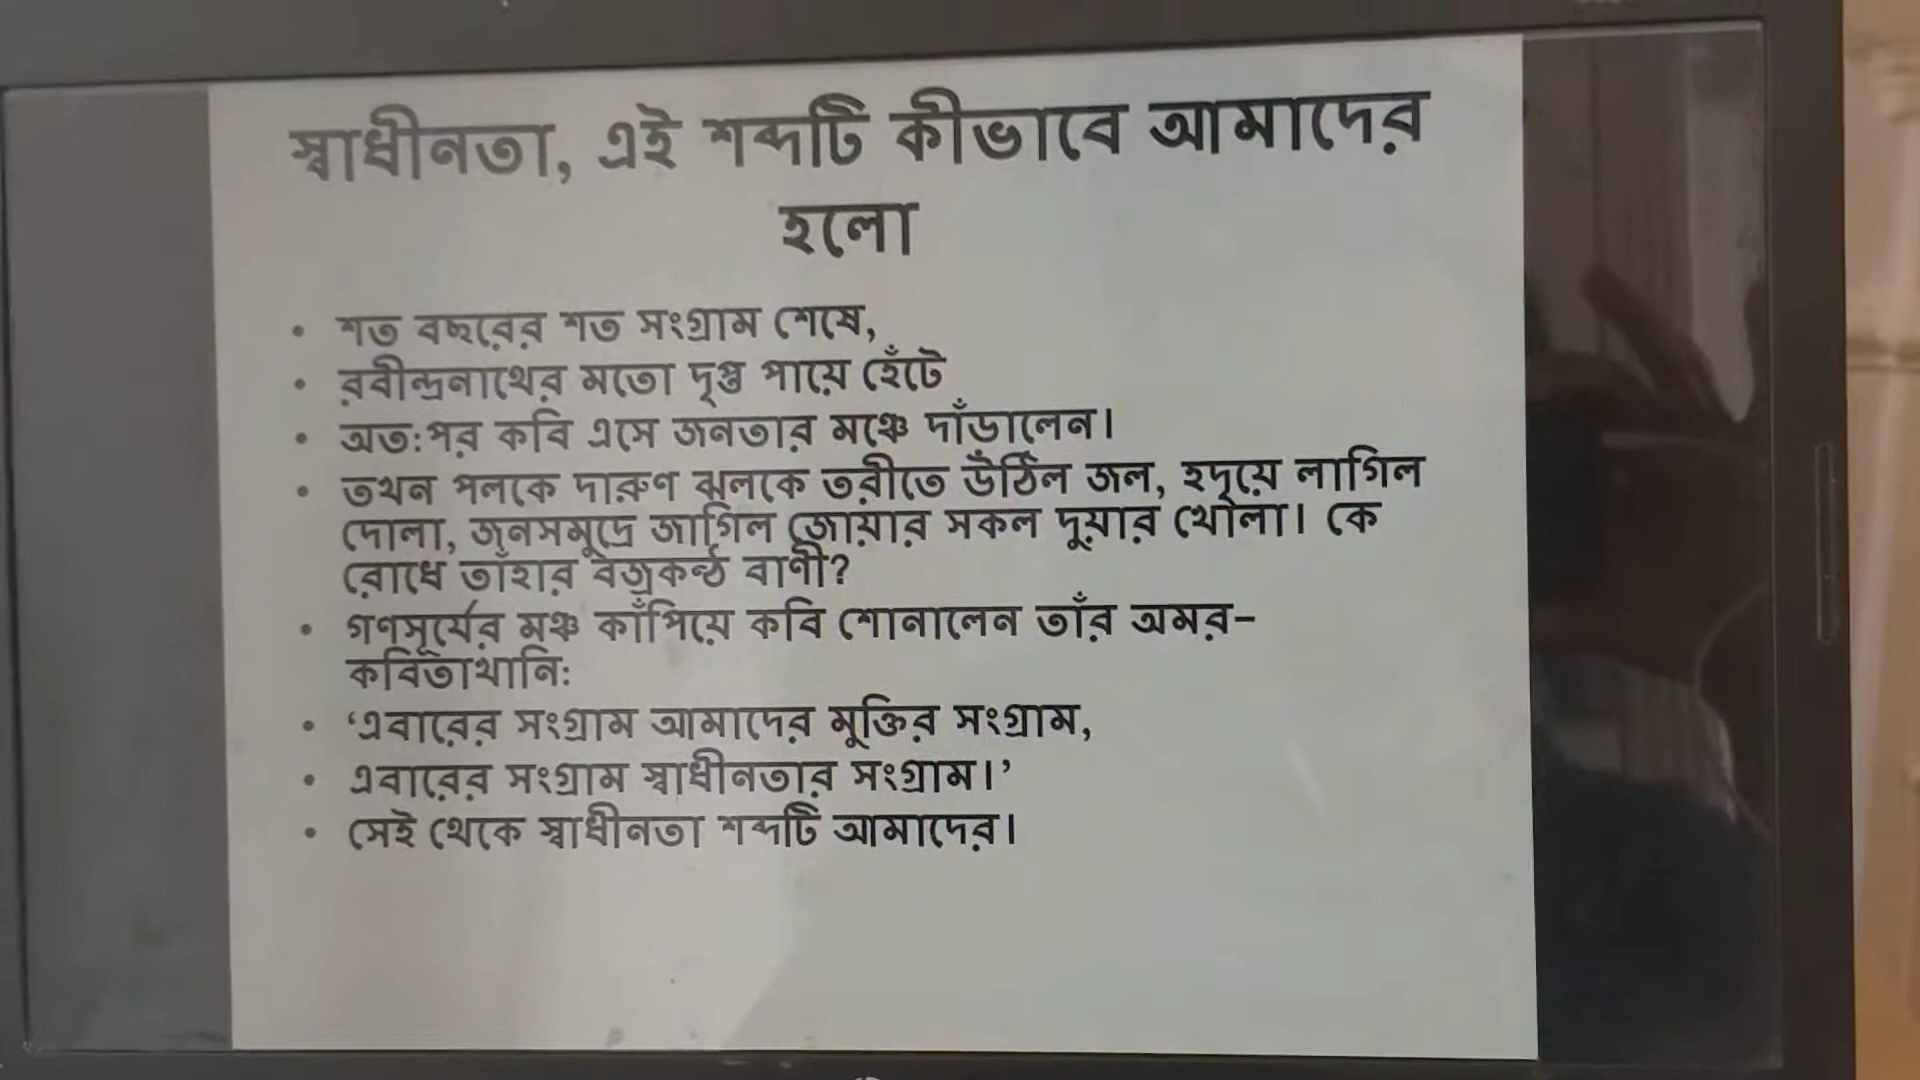 স্বাধীনতা, এই শব্দটি কীভাবে আমাদের
হলো
• শত বছরের শত সংগ্রাম শেষে,
• রবীন্দ্রনাথের মতো দৃপ্ত পায়ে হেঁটে
• অত:পর কবি এসে জনতার মঞ্চে দাঁড়ালেন।
• তখন পলকে দারুণ ঝলকে তরীতে উঠিল জল, হৃদয়ে লাগিল
দোলা, জনসমুদ্রে জাগিল জোয়ার সকল দুয়ার খোলা। কে
রোধে তাঁহার বজ্রকন্ঠ বাণী?
• গণসূর্যের মঞ্চ কাঁপিয়ে কবি শোনালেন তাঁর অমর-
কবিতাখানি:
• ‘এবারের সংগ্রাম আমাদের মুক্তির সংগ্রাম,
• এবারের সংগ্রাম স্বাধীনতার সংগ্রাম।’
• সেই থেকে স্বাধীনতা শব্দটি আমাদের।